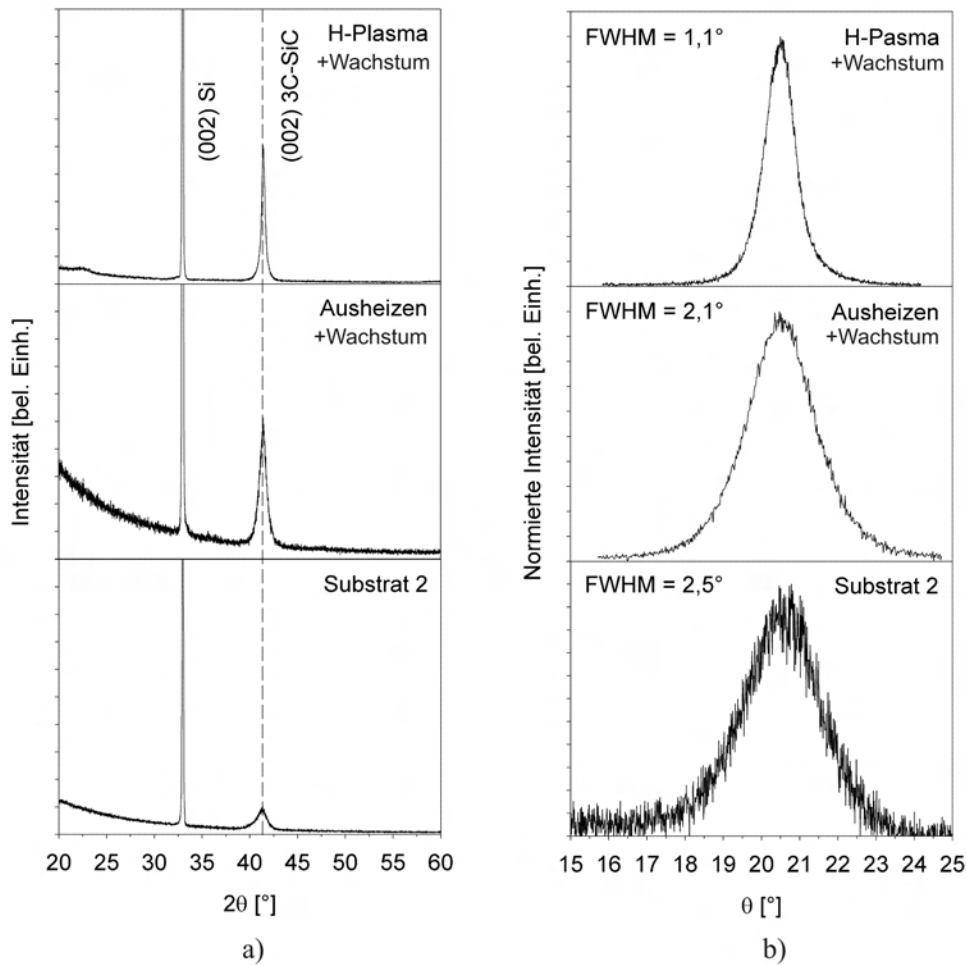 H-Plasma
+Wachstum
(002) Si
(002) 3C-SiC
Ausheizen
+Wachstum
Substrat 2
Intensität [bel. Einh.]
20 25 30 35 40 45 50 55 60
2θ [°]
a)
FWHM = 1,1°
H-Pasma
+Wachstum
FWHM = 2,1°
Ausheizen
+Wachstum
FWHM = 2,5°
Substrat 2
Normierte Intensität [bel. Einh.]
15 16 17 18 19 20 21 22 23 24 25
θ [°]
b)